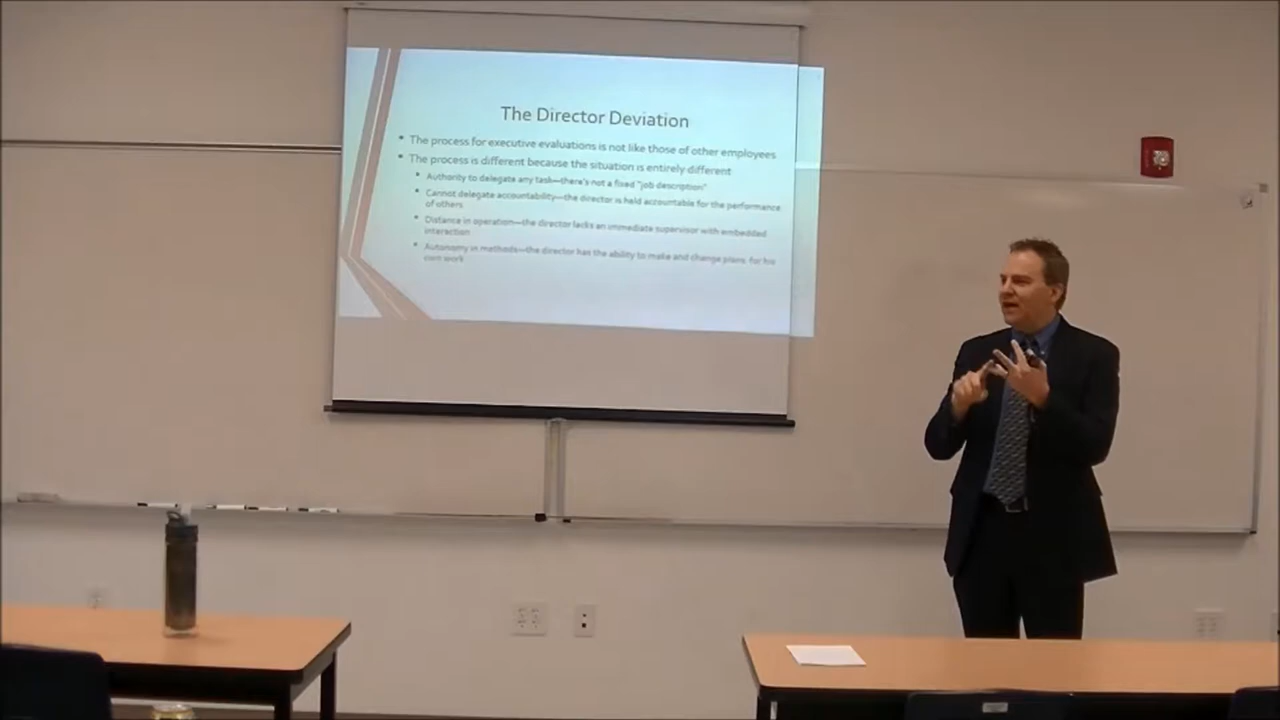 The Director Deviation
• The process for executive evaluations is not like those of other employees
• The process is different because the situation is entirely different
• Authority to delegate any task—there's not a fixed "job description"
• Cannot delegate accountability—the director is held accountable for the performance
of others
• Distance in operation—the director lacks an immediate supervisor with embedded
interaction
• Autonomy in methods—the director has the ability to make and change plans for his
own work